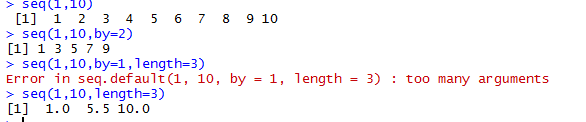 > seq(1,10)
[1] 1 2 3 4 5 6 7 8 9 10
> seq(1,10,by=2)
[1] 1 3 5 7 9
> seq(1,10,by=1,length=3)
Error in seq.default(1, 10, by = 1, length = 3) : too many arguments
> seq(1,10,length=3)
[1] 1.0 5.5 10.0
>